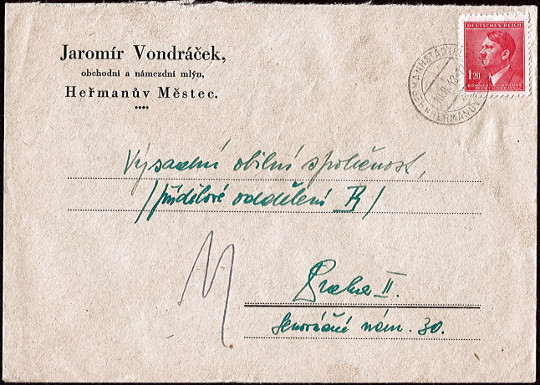 Jaromír Vondráček,
obchodní a námezdní mlýn,
Heřmanův Městec.
DEUTSCHES REICH
1.20
Výsadní obilní společnost,
/přídělové oddělení B/
Praha II.
nám. 30.